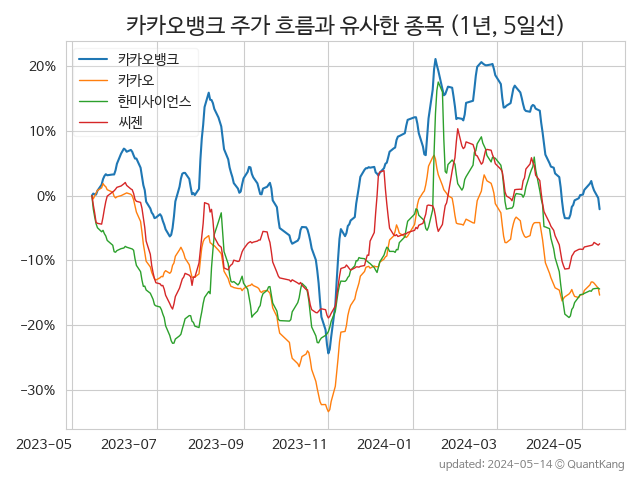 카카오뱅크 주가 흐름과 유사한 종목 (1년, 5일선)
카카오뱅크
카카오
한미사이언스
씨젠
20%
10%
0%
−10%
−20%
−30%
2023-05 2023-07 2023-09 2023-11 2024-01 2024-03 2024-05
updated: 2024-05-14 © QuantKang